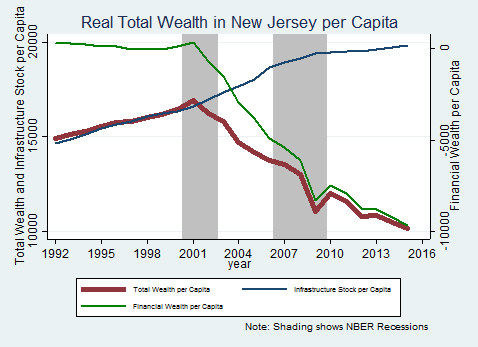 Real Total Wealth in New Jersey per Capita
Total Wealth and Infrastructure Stock per Capita
20000
15000
10000
0
-5000
-10000
Financial Wealth per Capita
1992 1995 1998 2001 2004 2007 2010 2013 2016
year
Total Wealth per Capita Infrastructure Stock per Capita
Financial Wealth per Capita
Note: Shading shows NBER Recessions